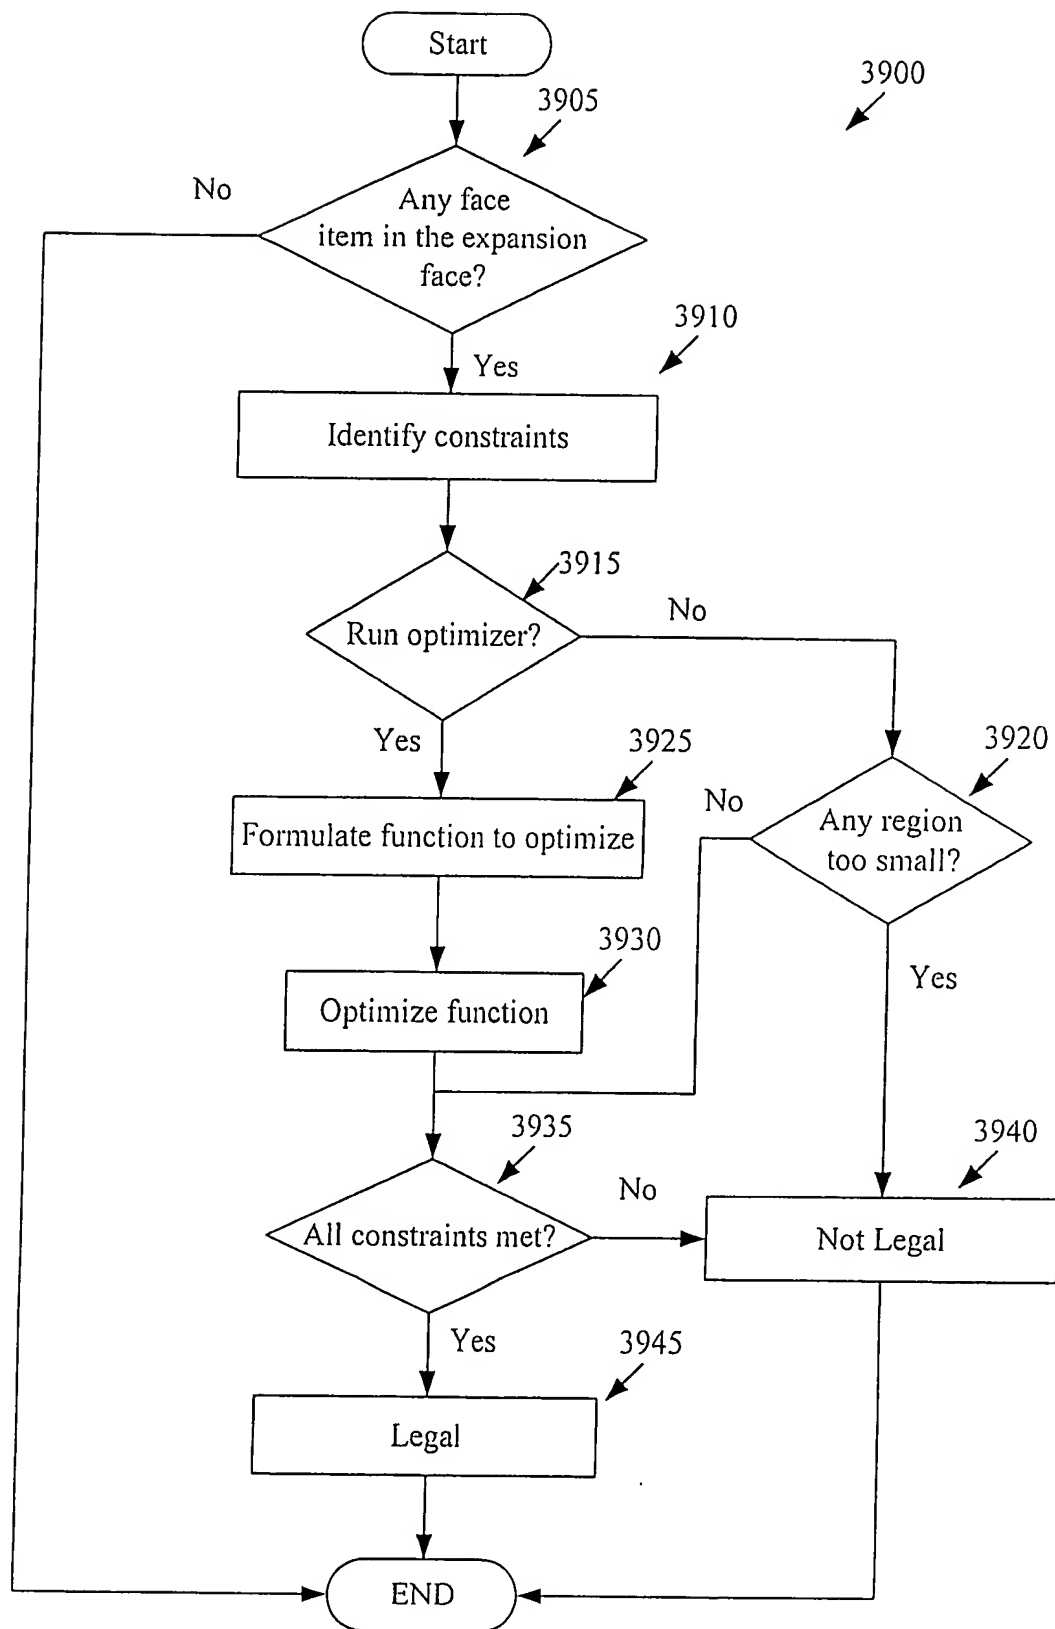 Start
3900
3905
No
Any face
item in the expansion
face?
3910
Yes
Identify constraints
3915
No
Run optimizer?
Yes
3925
3920
No
Formulate function to optimize
Any region
too small?
3930
Yes
Optimize function
3935
3940
No
All constraints met?
Not Legal
Yes
3945
Legal
END